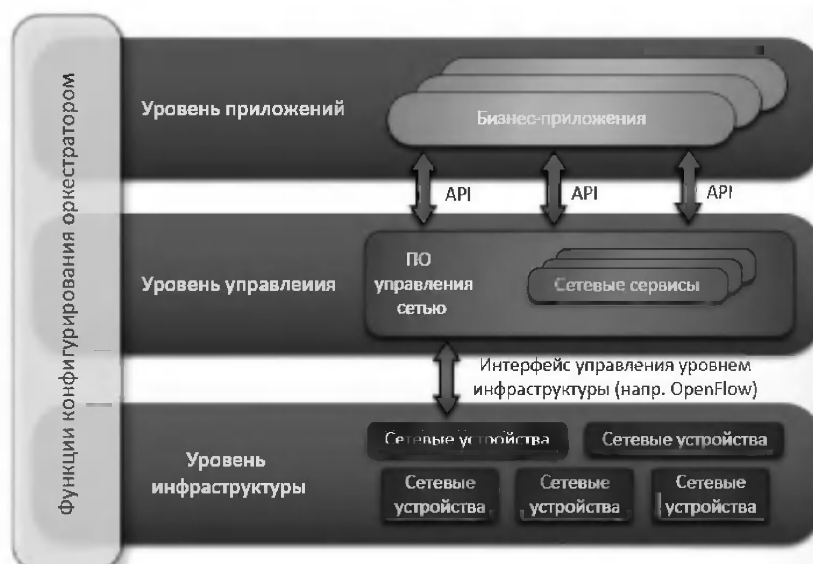 Функции конфигурирования оркестратором
Уровень приложений
Бизнес-приложения
API
API
API
Уровень управления
ПО
управления
сетью
Сетевые сервисы
Интерфейс управления уровнем
инфраструктуры (напр. OpenFlow)
Уровень
инфраструктуры
Сетевые устройства
Сетевые устройства
Сетевые
устройства
Сетевые
устройства
Сетевые
устройства